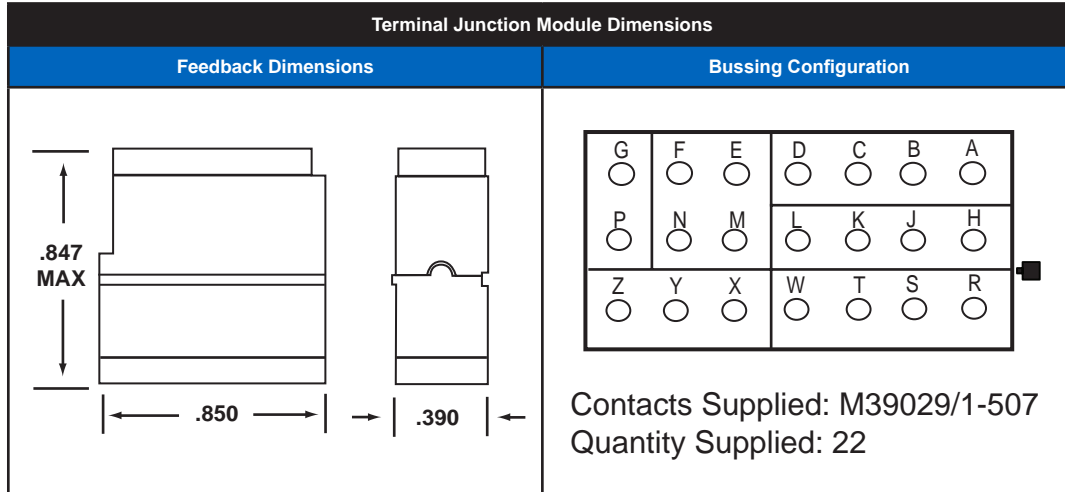 Terminal Junction Module Dimensions
Feedback Dimensions
Bussing Configuration
.847
MAX
.850
.390
G F E D C B A
P N M L K J H
Z Y X W T S R
Contacts Supplied: M39029/1-507
Quantity Supplied: 22